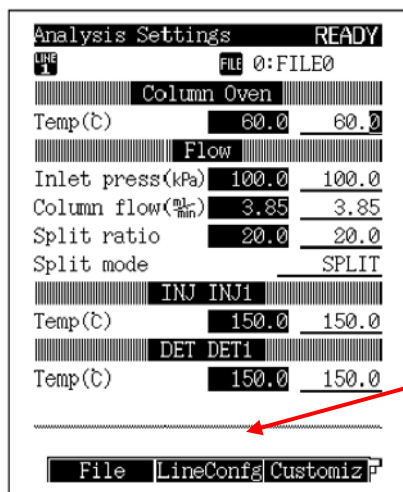 Analysis Settings READY
LINE 1 FILE 0:FILE0
Column Oven
Temp(℃) 60.0 60.0
Flow
Inlet press(kPa) 100.0 100.0
Column flow(mL/min) 3.85 3.85
Split ratio 20.0 20.0
Split mode SPLIT
INJ INJ1
Temp(℃) 150.0 150.0
DET DET1
Temp(℃) 150.0 150.0
File LineConfg Customiz